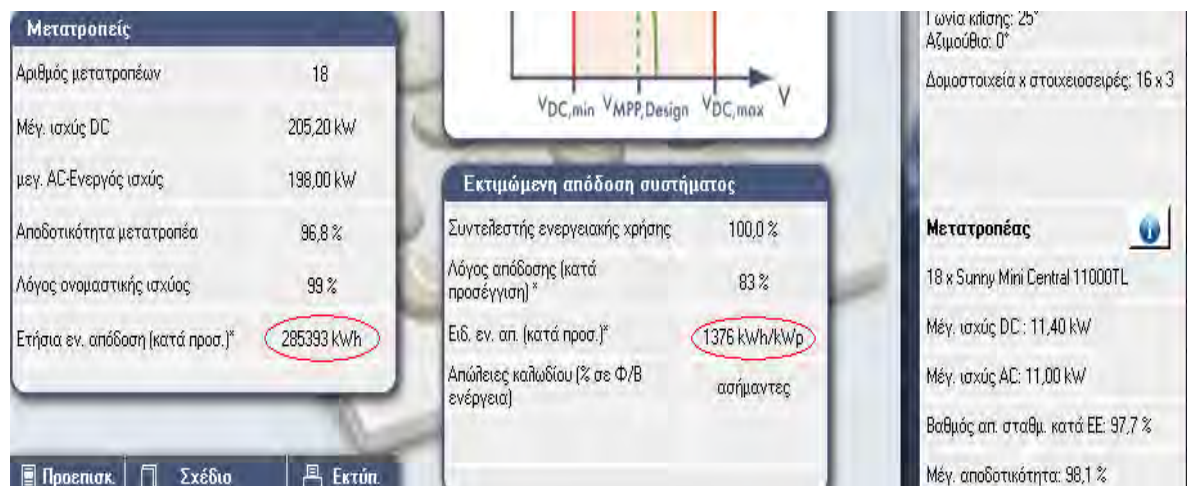 Μετατροπείς
Αριθμός μετατροπέων 18
Μέγ. ισχύς DC 205,20 kW
μεγ. AC-Ενεργός ισχύς 198,00 kW
Αποδοτικότητα μετατροπέα 96,8 %
Λόγος ονομαστικής ισχύος 99 %
Ετήσια εν. απόδοση (κατά προσ.)* 285393 kWh
Προεπισκ. Σχέδιο Εκτύπ.
VDC,min VMPP,Design VDC,max V
Εκτιμώμενη απόδοση συστήματος
Συντελεστής ενεργειακής χρήσης 100,0 %
Λόγος απόδοσης (κατά
προσέγγιση) * 83 %
Ειδ. εν. απ. (κατά προσ.)* 1376 kWh/kWp
Απώλειες καλωδίου (% σε Φ/Β
ενέργεια) ασήμαντες
Γωνία κλίσης: 25°
Αζιμούθιο: 0°
Δομοστοιχεία x στοιχειοσειρές: 16 x 3
Μετατροπέας
18 x Sunny Mini Central 11000TL
Μέγ. ισχύς DC : 11,40 kW
Μέγ. ισχύς AC: 11,00 kW
Βαθμός απ. σταθμ. κατά ΕΕ: 97,7 %
Μέγ. αποδοτικότητα: 98,1 %